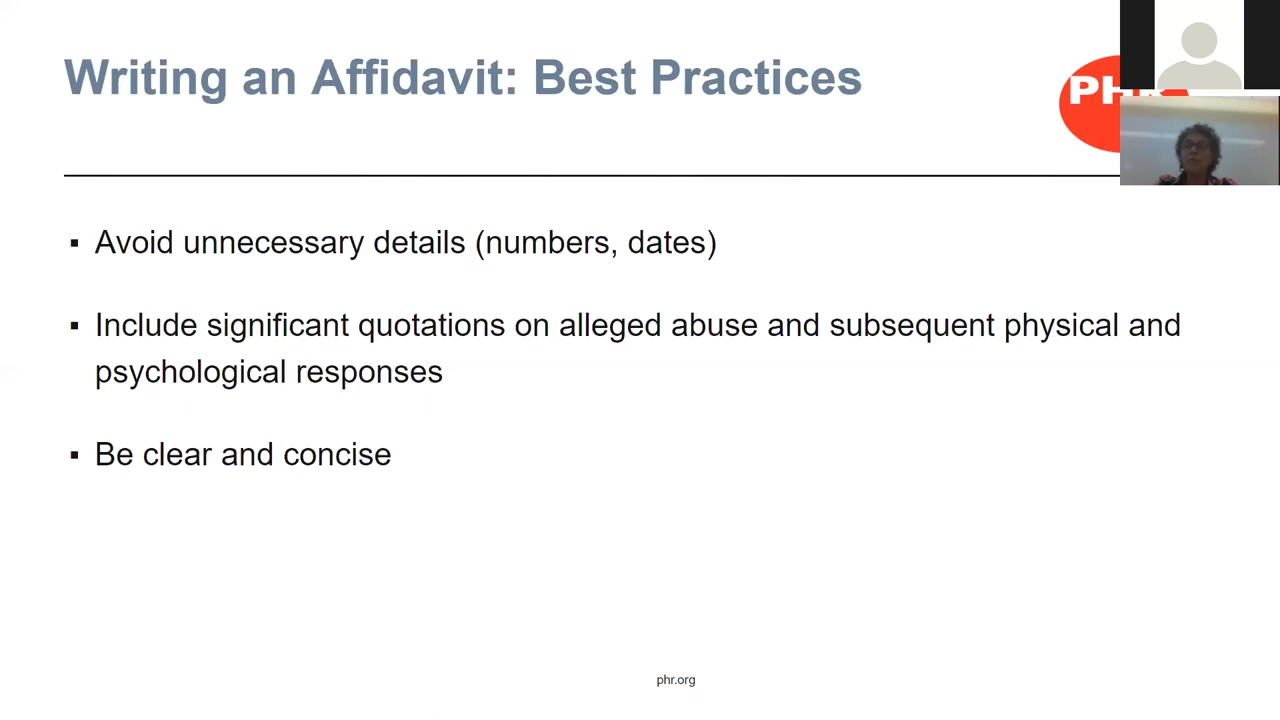 Writing an Affidavit: Best Practices
PHR
▪ Avoid unnecessary details (numbers, dates)
▪ Include significant quotations on alleged abuse and subsequent physical and
psychological responses
▪ Be clear and concise
phr.org